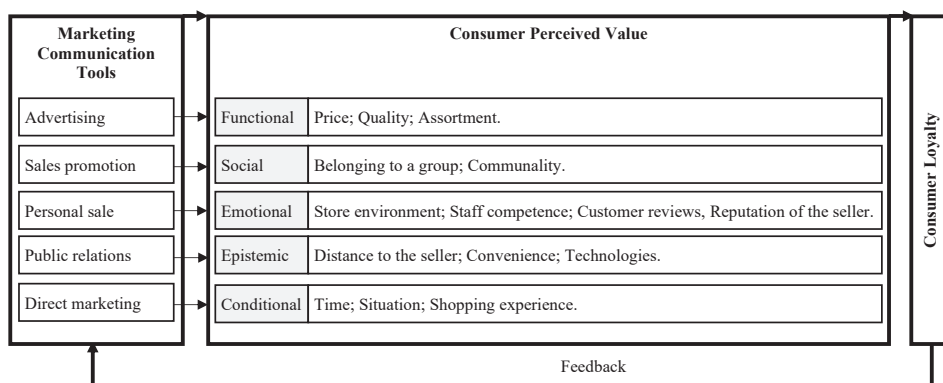 Marketing
Communication
Tools
Consumer Perceived Value
Advertising
Functional
Price; Quality; Assortment.
Sales promotion
Social
Belonging to a group; Communality.
Personal sale
Emotional
Store environment; Staff competence; Customer reviews, Reputation of the seller.
Public relations
Epistemic
Distance to the seller; Convenience; Technologies.
Direct marketing
Conditional
Time; Situation; Shopping experience.
Consumer Loyalty
Feedback